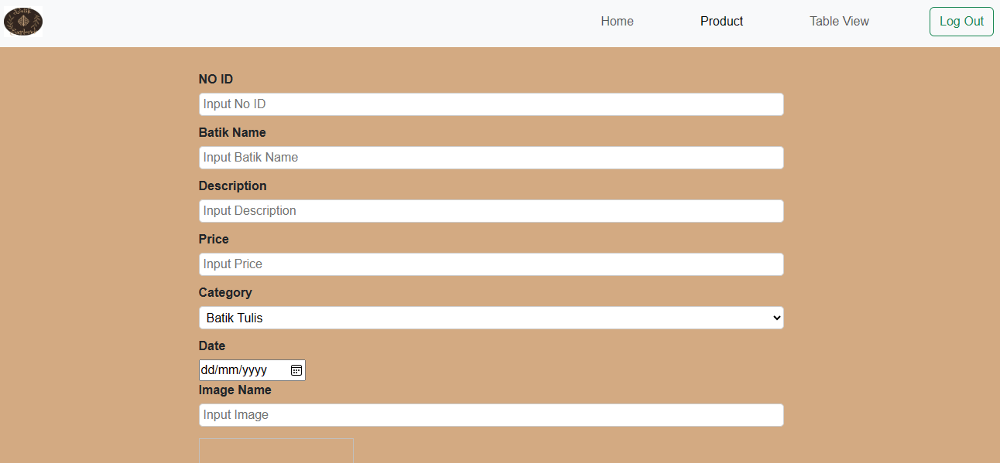 Home
Product
Table View
Log Out
NO ID
Input No ID
Batik Name
Input Batik Name
Description
Input Description
Price
Input Price
Category
Batik Tulis
Date
dd/mm/yyyy
Image Name
Input Image